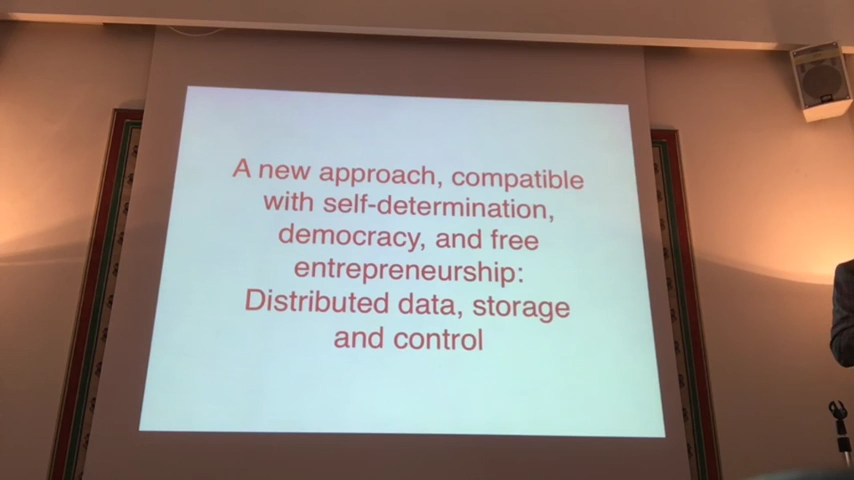 A new approach, compatible
with self-determination,
democracy, and free
entrepreneurship:
Distributed data, storage
and control